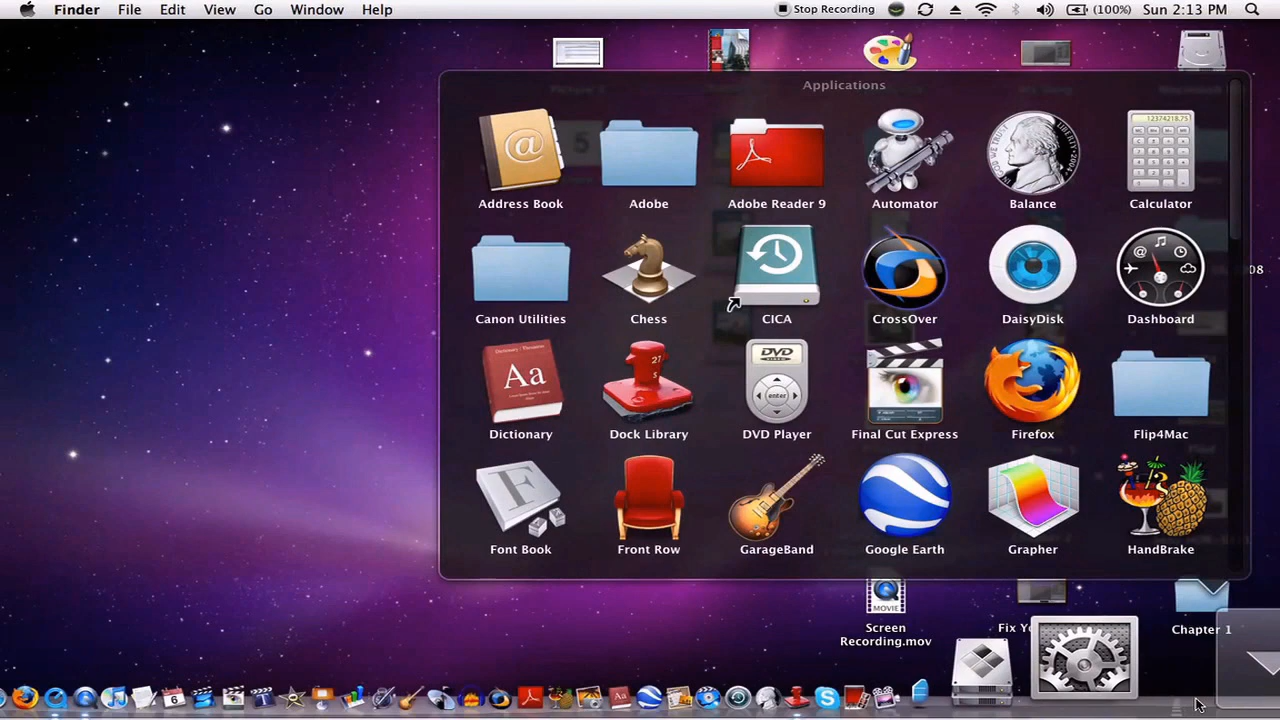 Finder File Edit View Go Window Help Stop Recording (100%) Sun 2:13 PM
Applications
12374218.75
Address Book Adobe Adobe Reader 9 Automator Balance Calculator
08
Canon Utilities Chess CICA CrossOver DaisyDisk Dashboard
Dictionary Dock Library DVD Player Final Cut Express Firefox Flip4Mac
Font Book Front Row GarageBand Google Earth Grapher HandBrake
Screen
Recording.mov
Fix Yo
Chapter 1